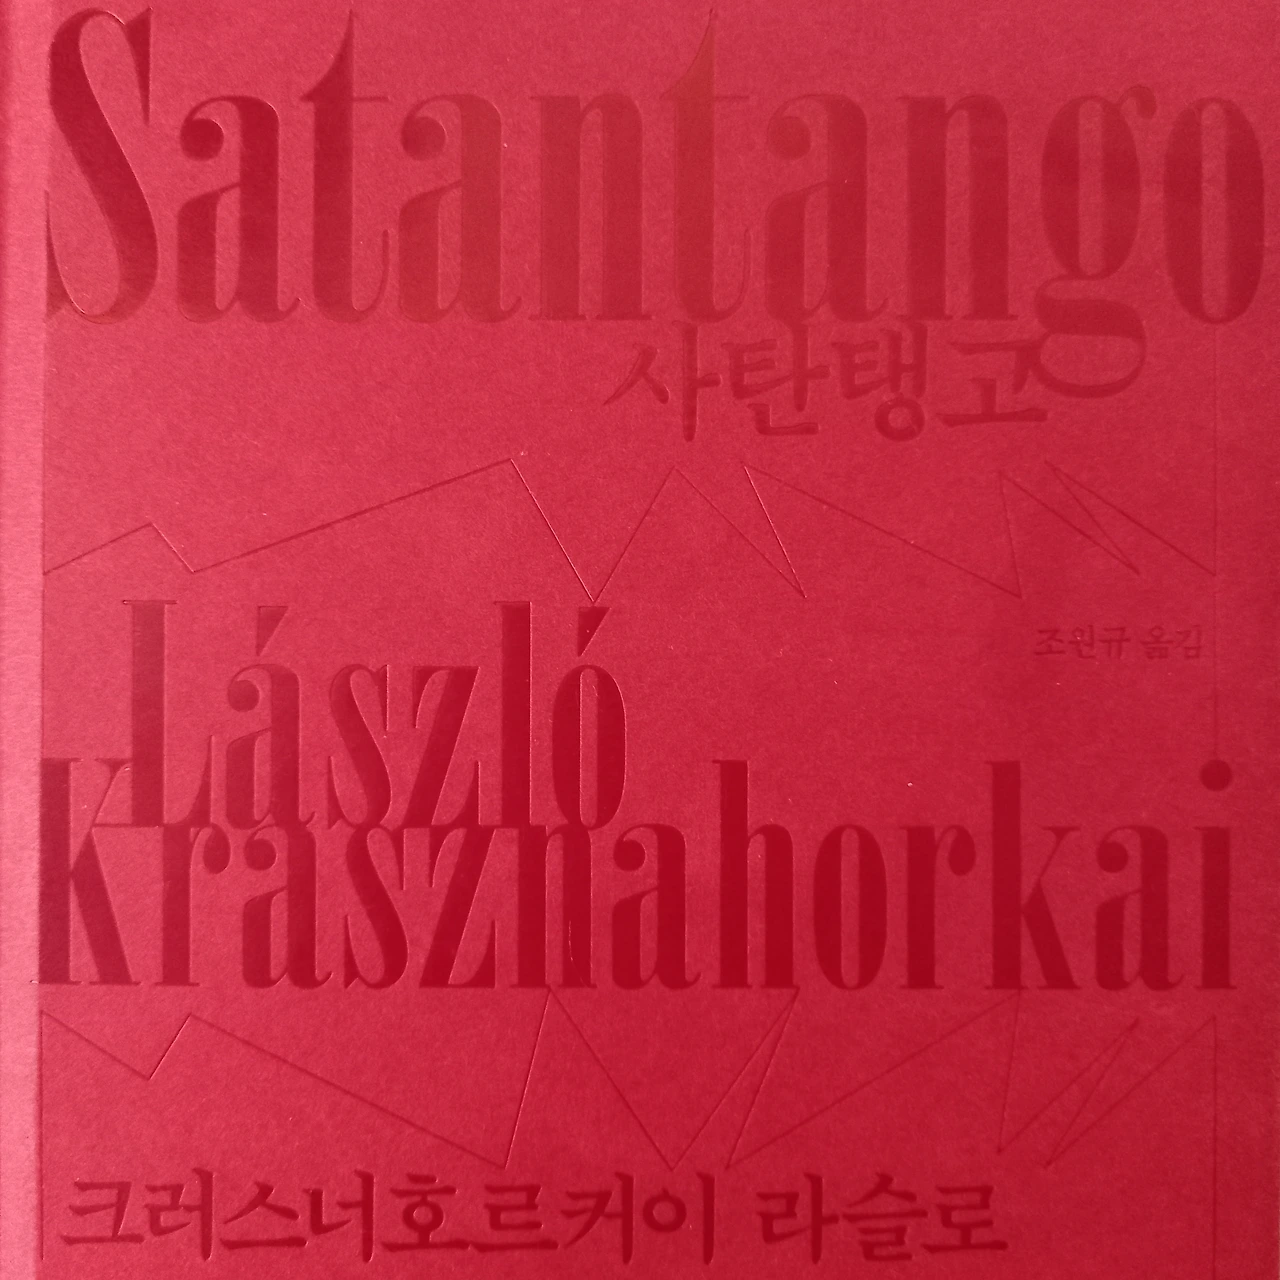 Satantango
사탄탱고
조원규 옮김
László
Krasznahorkai
크러스너호르커이 라슬로